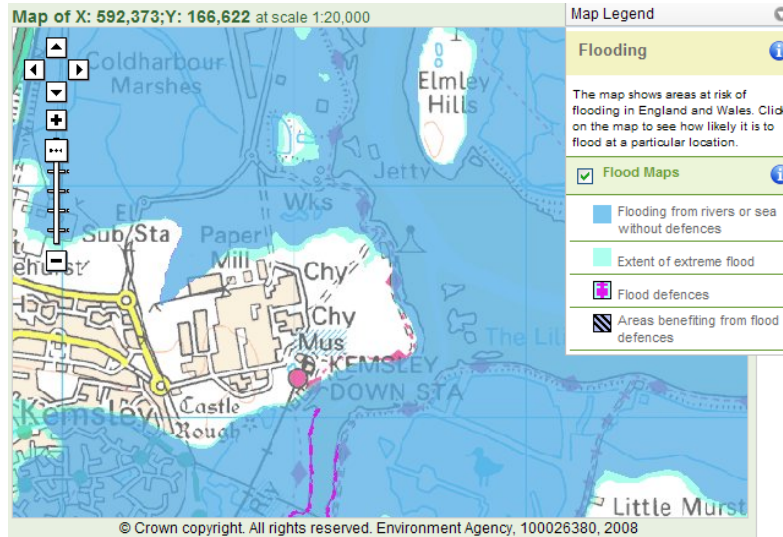 Map of X: 592,373;Y: 166,622 at scale 1:20,000
Map Legend
Flooding
The map shows areas at risk of
flooding in England and Wales. Click
on the map to see how likely it is to
flood at a particular location.
Flood Maps
Flooding from rivers or sea
without defences
Extent of extreme flood
Flood defences
Areas benefiting from flood
defences
Coldharbour
Marshes
Elmley
Hills
Jetty
Wks
El
Sub Sta
Paper
Mill
Chy
Chy
Mus
KEMSLEY
DOWN STA
The Lil
Kemsley
Castle
Rough
Little Murst
© Crown copyright. All rights reserved. Environment Agency, 100026380, 2008